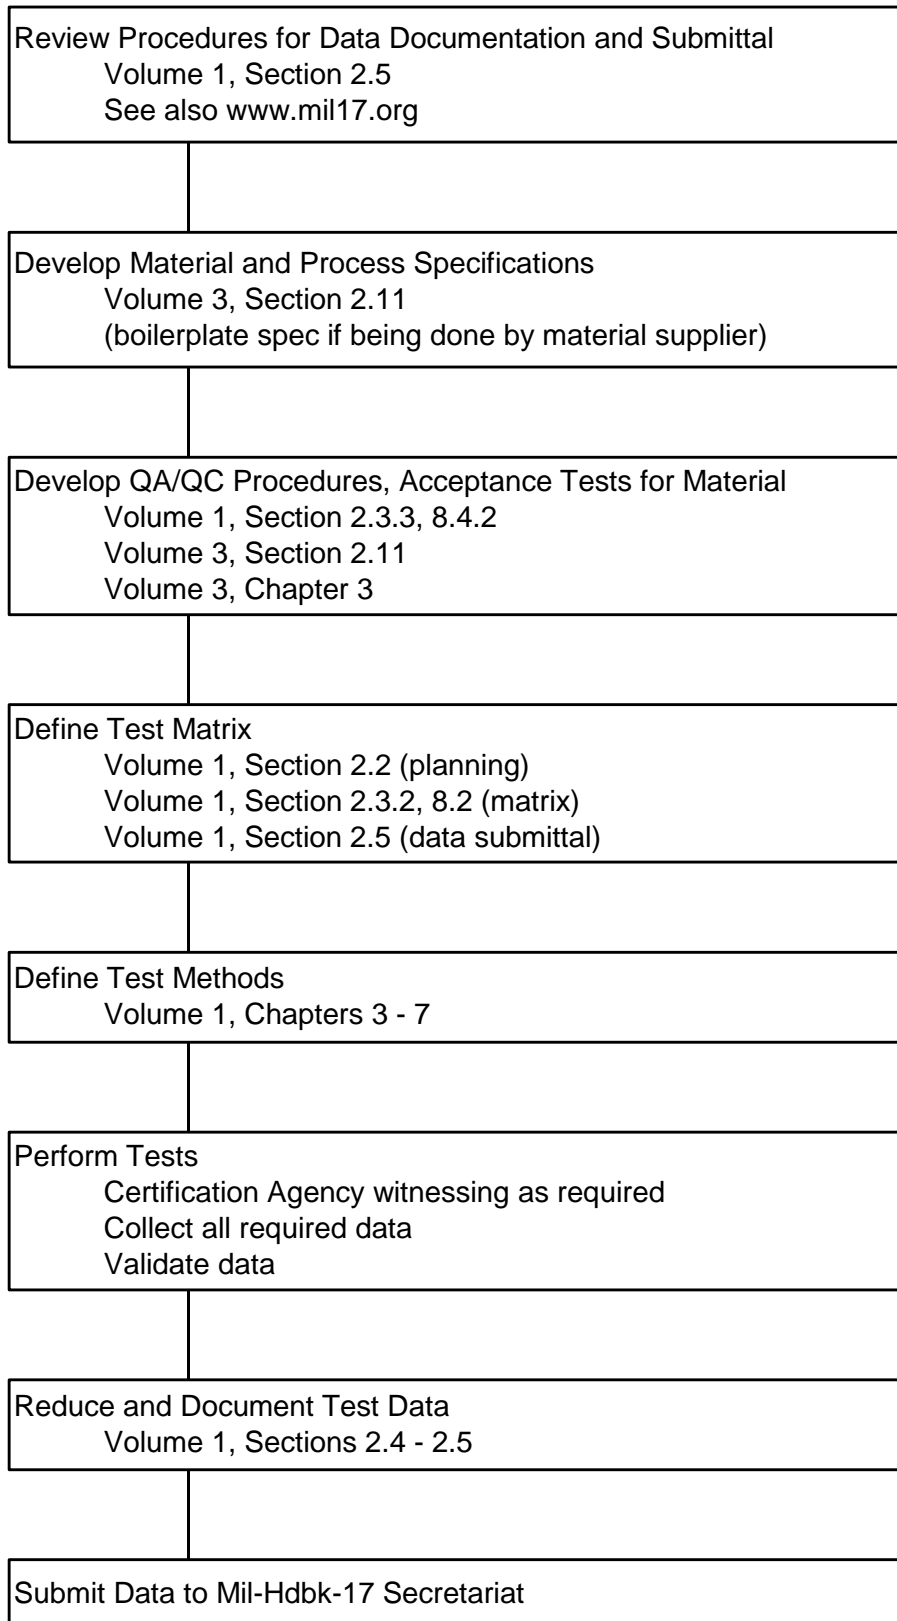 Review Procedures for Data Documentation and Submittal
Volume 1, Section 2.5
See also www.mil17.org
Develop Material and Process Specifications
Volume 3, Section 2.11
(boilerplate spec if being done by material supplier)
Develop QA/QC Procedures, Acceptance Tests for Material
Volume 1, Section 2.3.3, 8.4.2
Volume 3, Section 2.11
Volume 3, Chapter 3
Define Test Matrix
Volume 1, Section 2.2 (planning)
Volume 1, Section 2.3.2, 8.2 (matrix)
Volume 1, Section 2.5 (data submittal)
Define Test Methods
Volume 1, Chapters 3 - 7
Perform Tests
Certification Agency witnessing as required
Collect all required data
Validate data
Reduce and Document Test Data
Volume 1, Sections 2.4 - 2.5
Submit Data to Mil-Hdbk-17 Secretariat